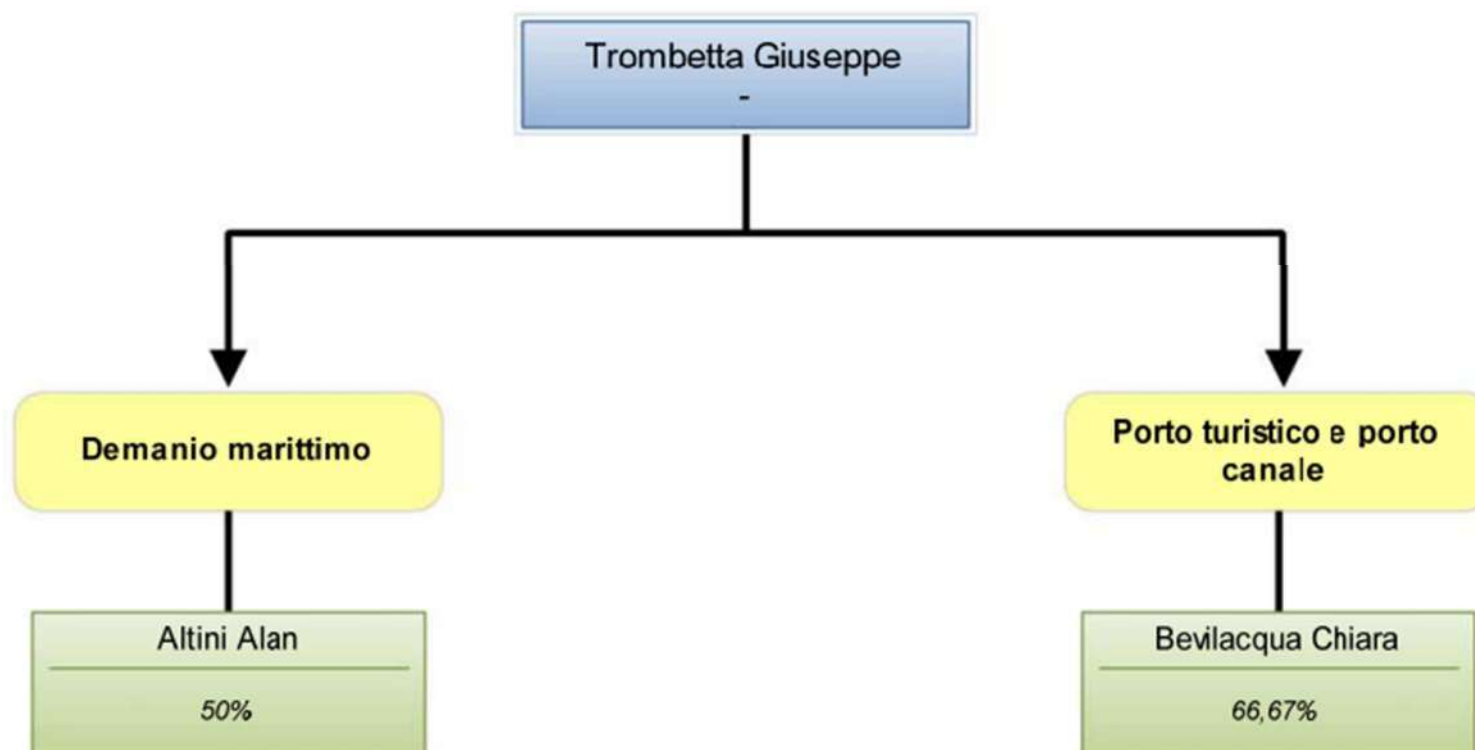 Trombetta Giuseppe
-
Demanio marittimo
Porto turistico e porto
canale
Altini Alan
50%
Bevilacqua Chiara
66,67%